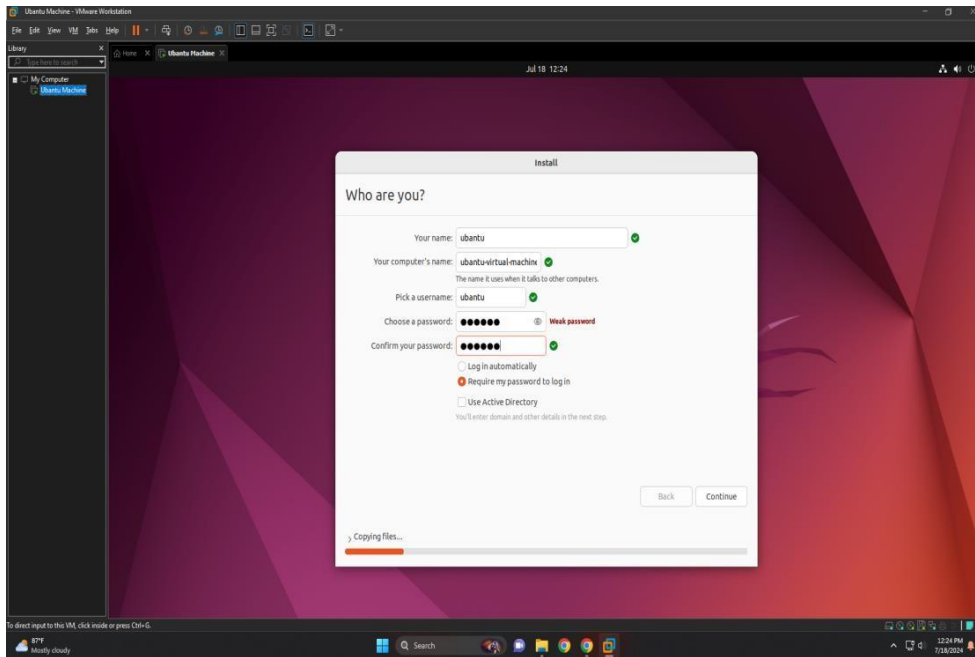 Ubantu Machine - VMware Workstation
File Edit View VM Tabs Help
Library
Home
Ubantu Machine
Type here to search
My Computer
Ubantu Machine
Jul 18 12:24
Install
Who are you?
Your name: ubantu
Your computer's name: ubantu-virtual-machine
The name it uses when it talks to other computers.
Pick a username: ubantu
Choose a password: ●●●●●● Weak password
Confirm your password: ●●●●●●
Log in automatically
Require my password to log in
Use Active Directory
You'll enter domain and other details in the next step.
Back Continue
Copying files...
To direct input to this VM, click inside or press Ctrl+G.
87°F
Mostly cloudy
Search
12:24 PM
7/18/2024